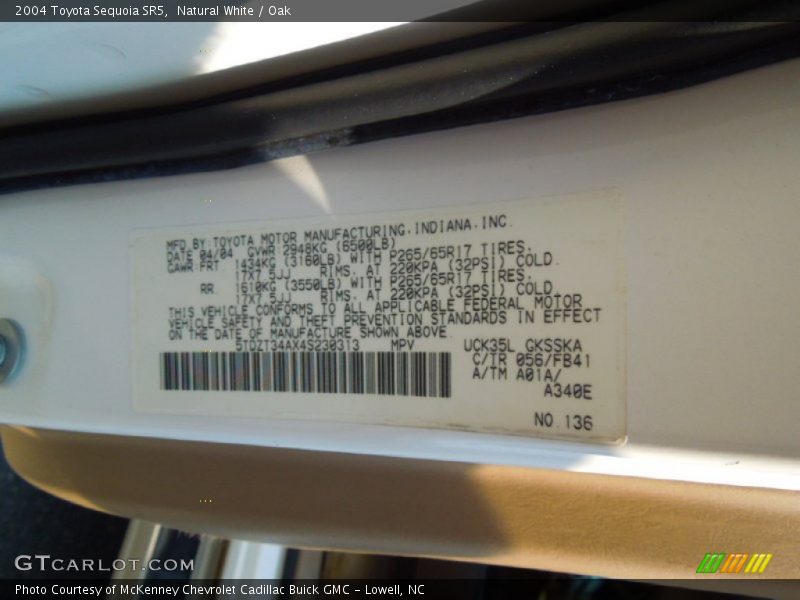 2004 Toyota Sequoia SR5, Natural White / Oak
MFD.BY TOYOTA MOTOR MANUFACTURING.INDIANA.INC.
DATE 04/04 GVWR 2948KG (6500LB)
GAWR FRT 1434KG (3160LB) WITH P265/65R17 TIRES.
17X7.5JJ RIMS. AT 220KPA (32PSI) COLD.
RR 1610KG (3550LB) WITH P265/65R17 TIRES.
17X7.5JJ RIMS. AT 220KPA (32PSI) COLD.
THIS VEHICLE CONFORMS TO ALL APPLICABLE FEDERAL MOTOR
VEHICLE SAFETY AND THEFT PREVENTION STANDARDS IN EFFECT
ON THE DATE OF MANUFACTURE SHOWN ABOVE.
5TDZT34AX4S230313 MPV UCK35L GKSSKA
C/TR 056/FB41
A/TM A01A/
A340E
NO.136
GTCARLOT.COM
Photo Courtesy of McKenney Chevrolet Cadillac Buick GMC - Lowell, NC